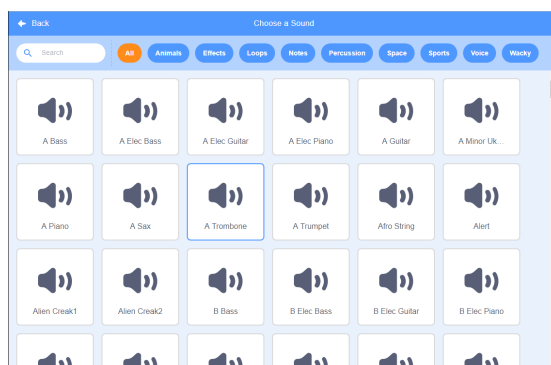 Back Choose a Sound
Search All Animals Effects Loops Notes Percussion Space Sports Voice Wacky
A Bass A Elec Bass A Elec Guitar A Elec Piano A Guitar A Minor Uk...
A Piano A Sax A Trombone A Trumpet Afro String Alert
Alien Creak1 Alien Creak2 B Bass B Elec Bass B Elec Guitar B Elec Piano